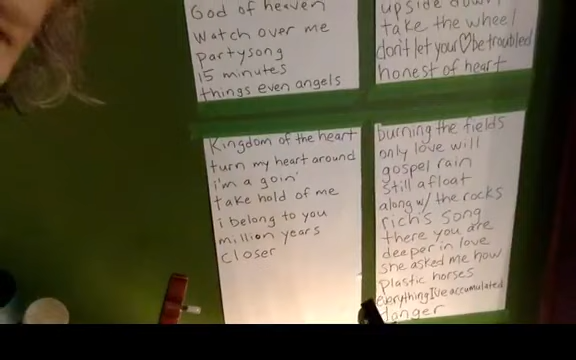 God of heaven
watch over me
partysong
15 minutes
things even angels
upside down
take the wheel
don't let your ♡ be troubled
honest of heart
Kingdom of the heart
turn my heart around
i'm a goin'
take hold of me
i belong to you
million years
Closer
burning the fields
only love will
gospel rain
still afloat
along w/ the rocks
rich's song
there you are
deeper in love
she asked me how
plastic horses
everything I've accumulated
danger